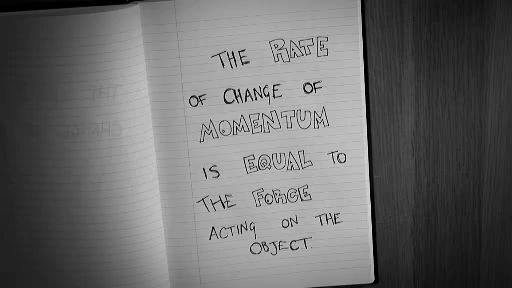 THE RATE
OF CHANGE OF
MOMENTUM
IS EQUAL TO
THE FORCE
ACTING ON THE
OBJECT.